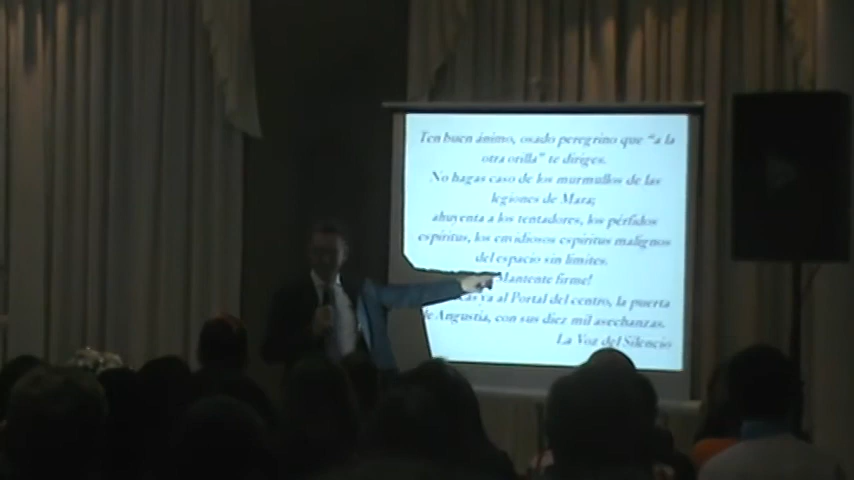 Ten buen ánimo, osado peregrino que “a la
otra orilla” te diriges.
No hagas caso de los murmullos de las
legiones de Mara;
ahuyenta a los tentadores, los pérfidos
espíritus, los envidiosos espíritus malignos
del espacio sin límites.
Mantente firme!
ya al Portal del centro, la puerta
de Angustia, con sus diez mil asechanzas.
La Voz del Silencio